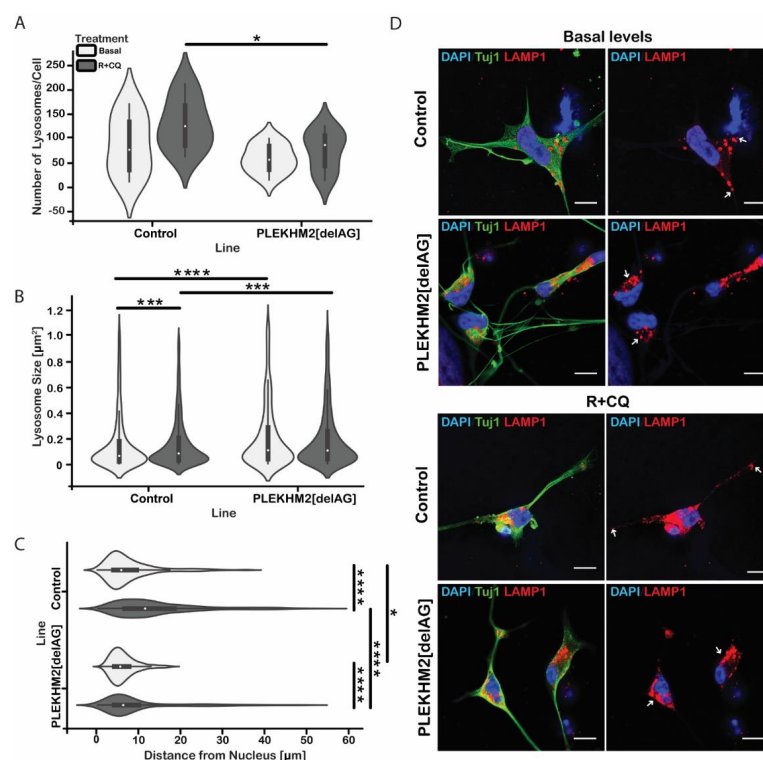 A
Treatment
Basal
R+CQ
*
Number of Lysosomes/Cell
250
200
150
100
50
0
-50
Control
PLEKHM2[delAG]
Line
B
****
***
***
Lysosome Size [µm²]
1.2
0.8
0.6
0.4
0.2
0
Control
PLEKHM2[delAG]
Line
C
Line
Control
PLEKHM2[delAG]
****
*
****
****
0
10
20
30
40
50
60
Distance from Nucleus [µm]
D
Basal levels
Control
DAPI Tuj1 LAMP1
DAPI LAMP1
PLEKHM2[delAG]
DAPI Tuj1 LAMP1
DAPI LAMP1
R+CQ
Control
DAPI Tuj1 LAMP1
DAPI LAMP1
PLEKHM2[delAG]
DAPI Tuj1 LAMP1
DAPI LAMP1